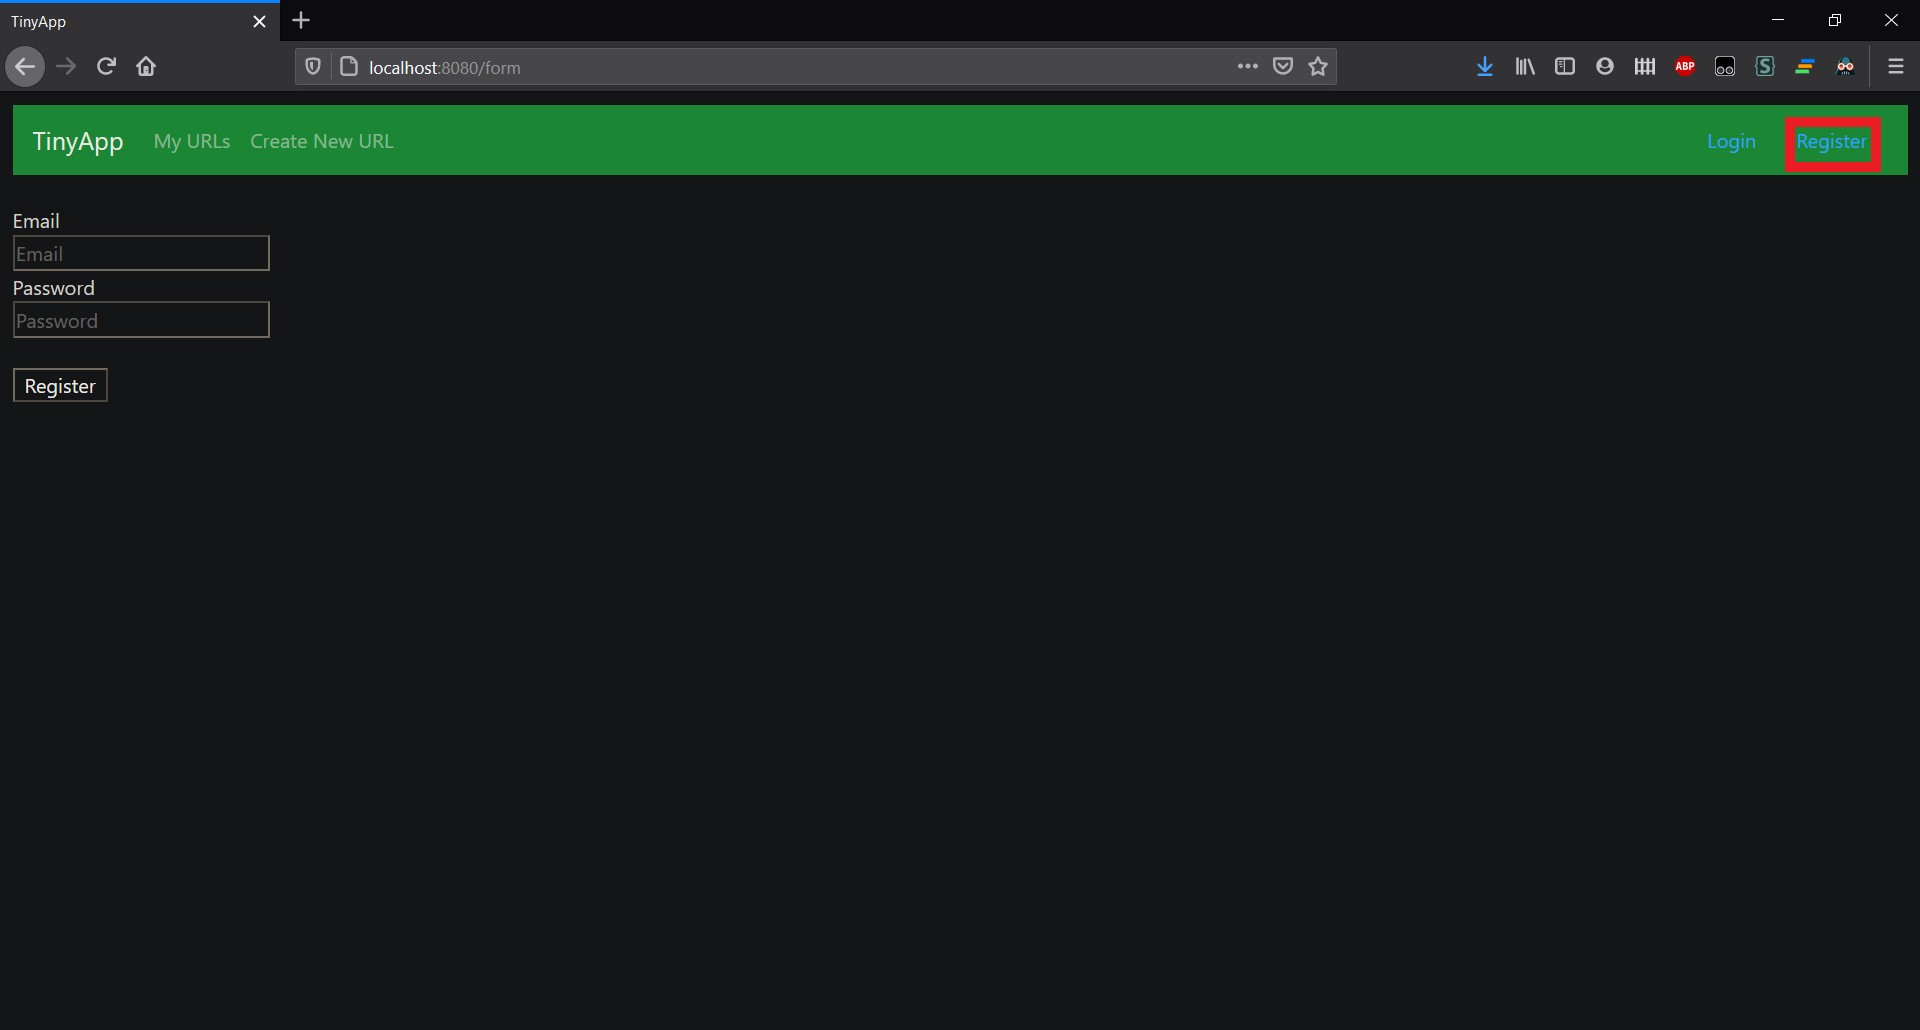 TinyApp
localhost:8080/form
ABP
TinyApp My URLs Create New URL Login Register
Email
Email
Password
Password
Register